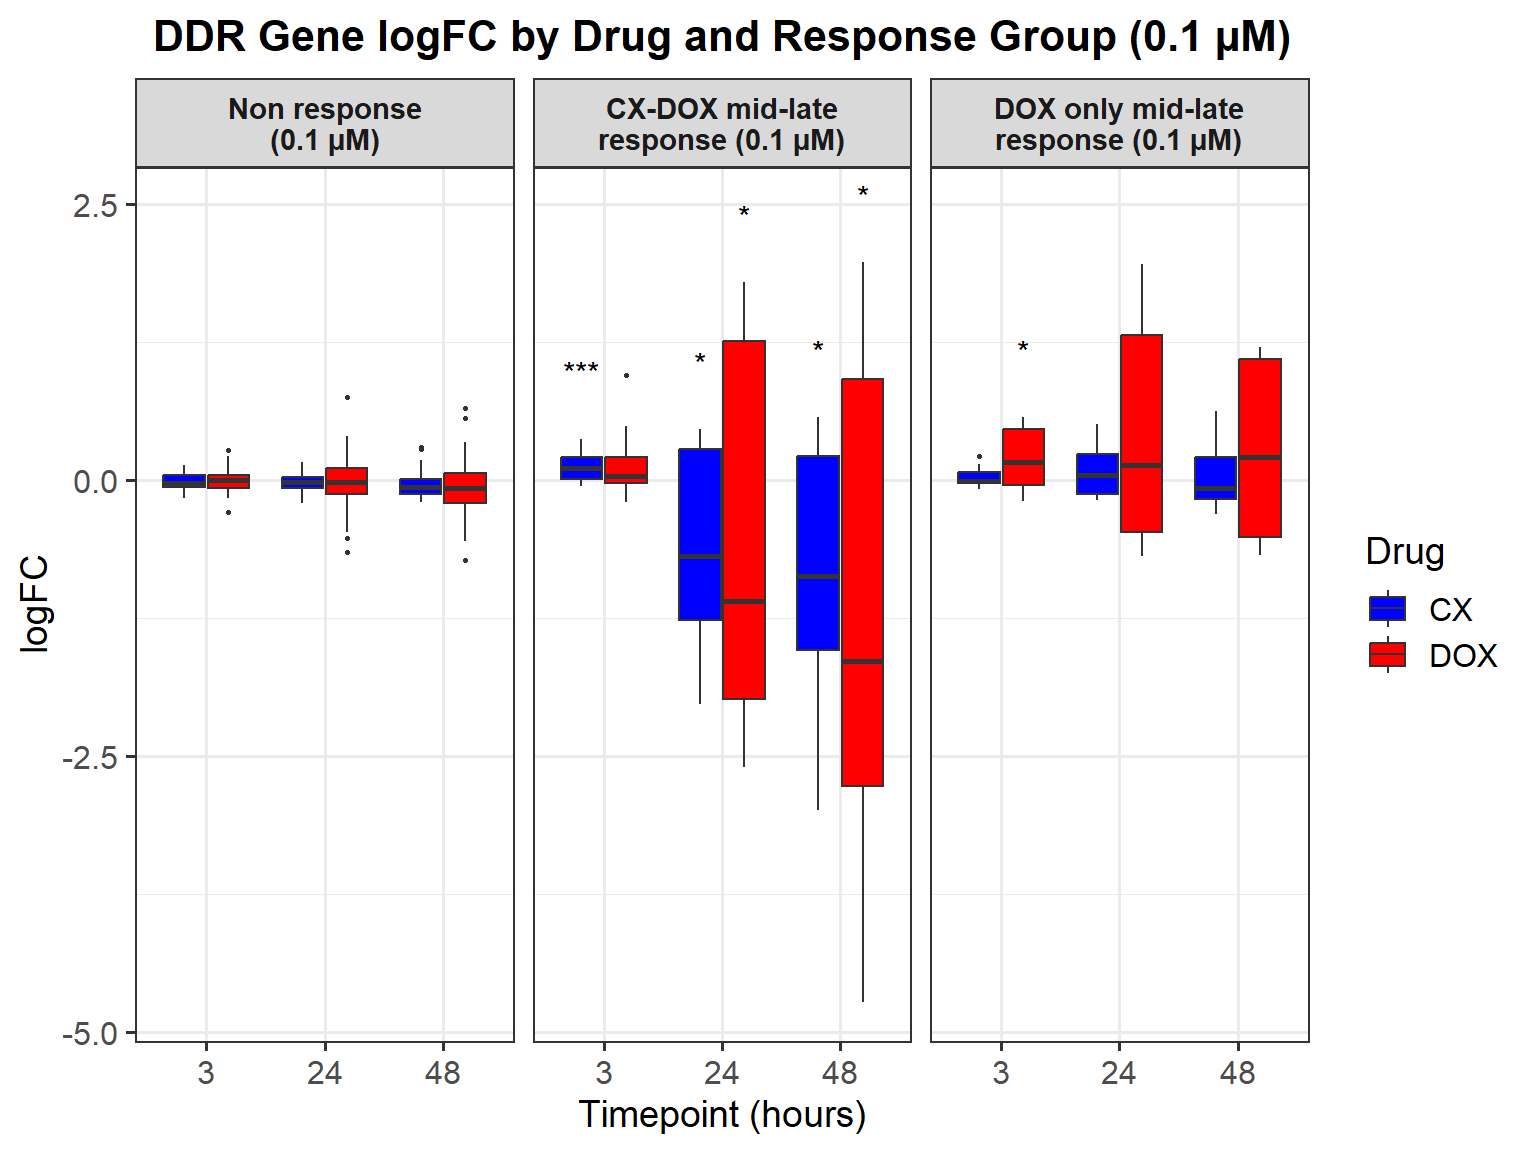 DDR Gene logFC by Drug and Response Group (0.1 µM)
Non response
(0.1 µM)
CX-DOX mid-late
response (0.1 µM)
DOX only mid-late
response (0.1 µM)
2.5
0.0
-2.5
-5.0
logFC
***
*
*
*
*
*
3
24
48
3
24
48
3
24
48
Timepoint (hours)
Drug
CX
DOX